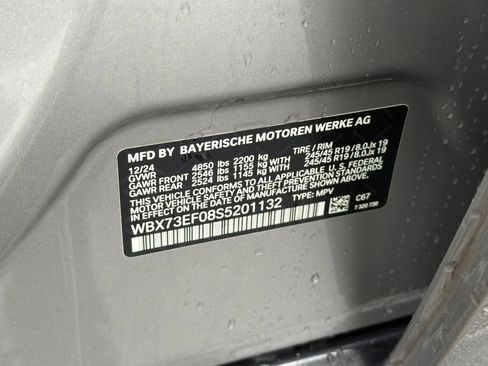 MFD BY BAYERISCHE MOTOREN WERKE AG
12/24 TIRE / RIM
GVWR 4850 lbs 2200 kg
GAWR FRONT 2546 lbs 1155 kg WITH 245/45 R19 / 8.0Jx 19
GAWR REAR 2524 lbs 1145 kg WITH 245/45 R19 / 8.0Jx 19
THIS VEHICLE CONFORMS TO ALL APPLICABLE U.S. FEDERAL
MOTOR VEHICLE SAFETY AND THEFT PREVENTION STANDARDS
IN EFFECT ON THE DATE OF MANUFACTURE SHOWN ABOVE.
WBX73EF08S5201132 TYPE: MPV C67
7 320 730